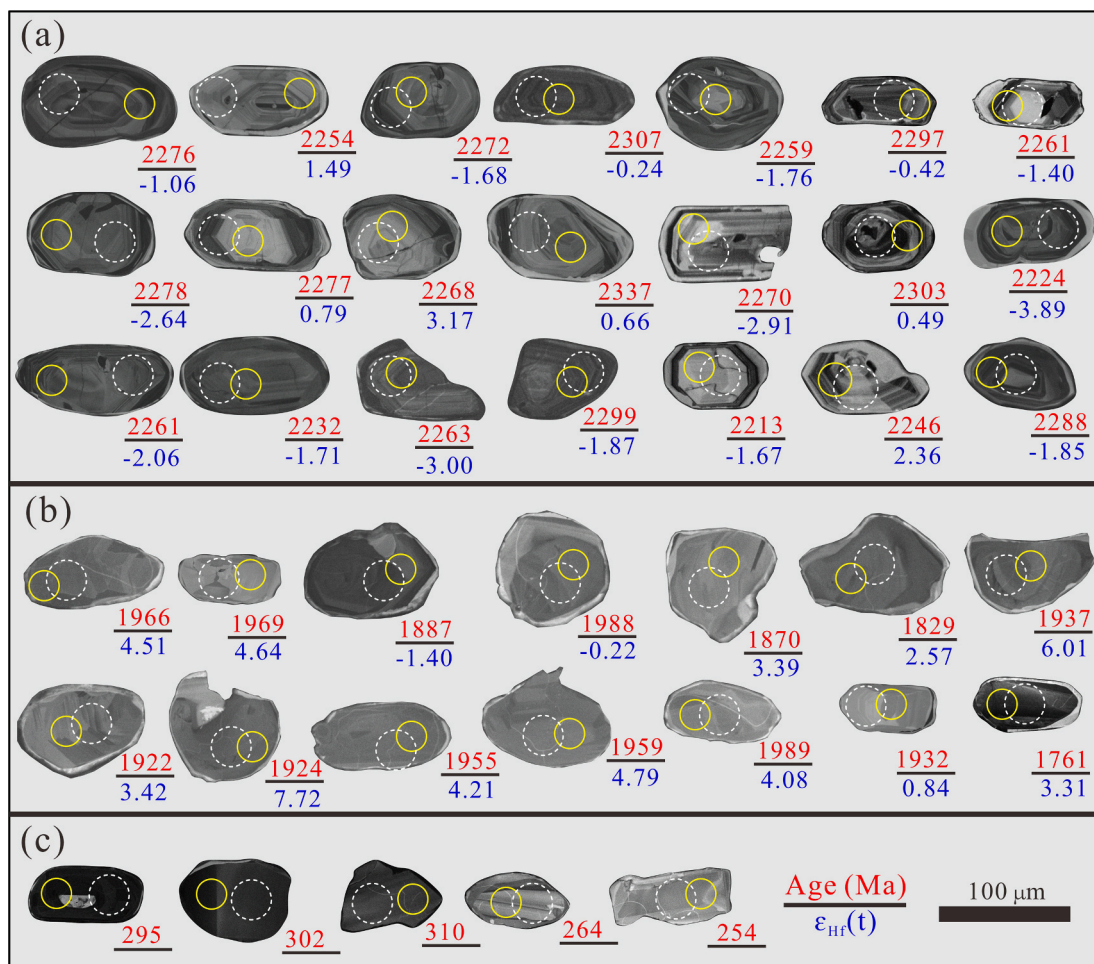 (a)
2276 2254 2272 2307 2259 2297 2261
-1.06 1.49 -1.68 -0.24 -1.76 -0.42 -1.40
2278 2277 2268 2337 2270 2303 2224
-2.64 0.79 3.17 0.66 -2.91 0.49 -3.89
2261 2232 2263 2299 2213 2246 2288
-2.06 -1.71 -3.00 -1.87 -1.67 2.36 -1.85
(b)
1966 1969 1887 1988 1870 1829 1937
4.51 4.64 -1.40 -0.22 3.39 2.57 6.01
1922 1924 1955 1959 1989 1932 1761
3.42 7.72 4.21 4.79 4.08 0.84 3.31
(c)
295 302 310 264 254 Age (Ma) 100 μm
εHf(t)